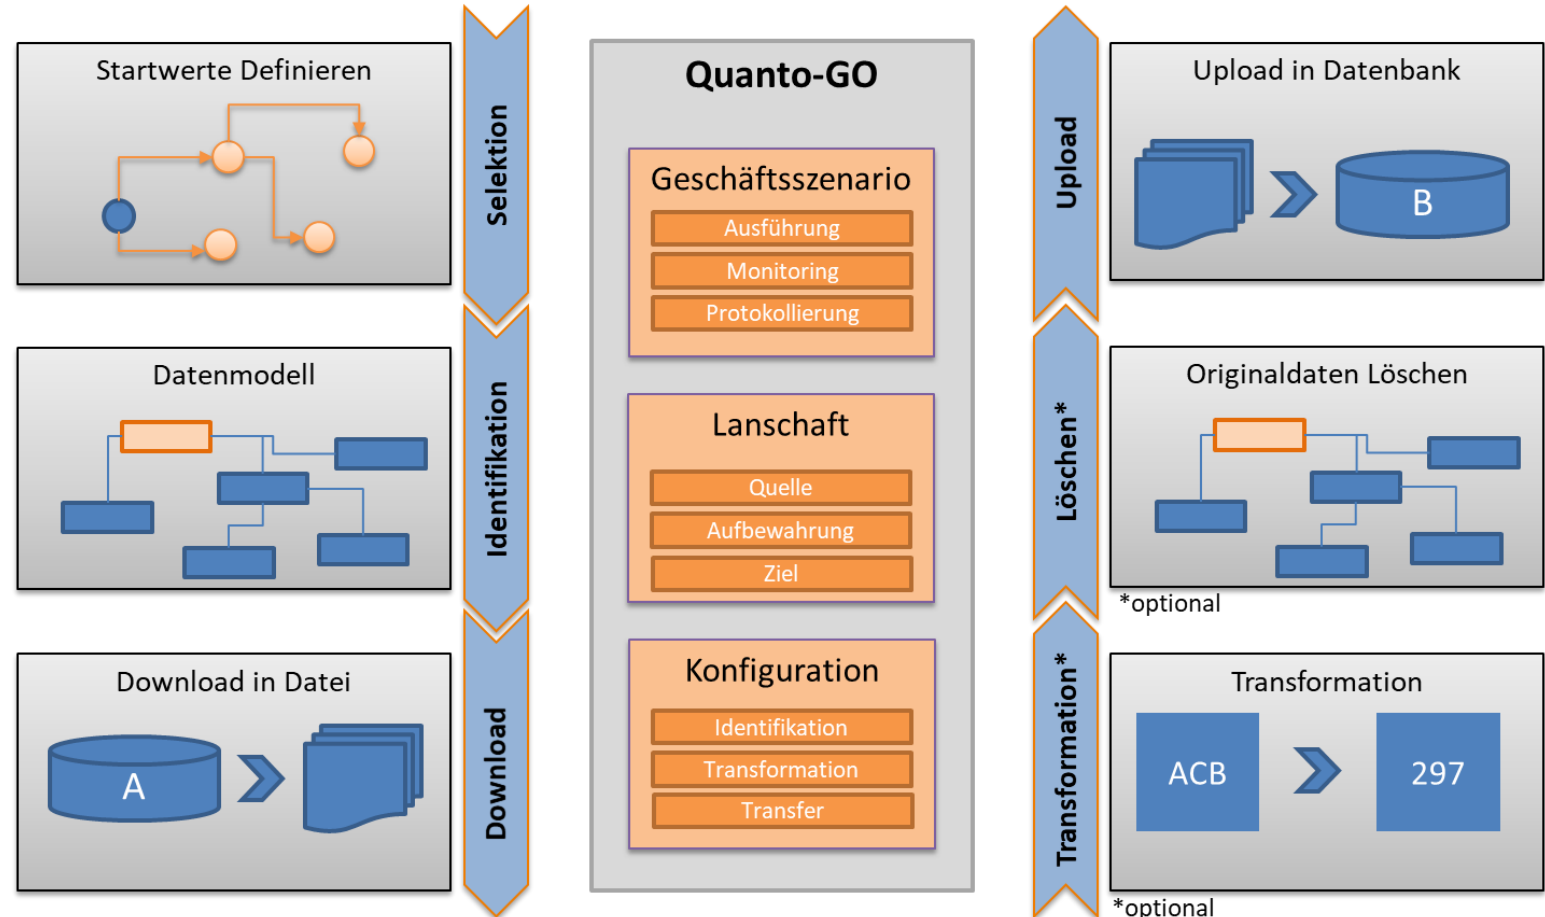 Startwerte Definieren
Selektion
Datenmodell
Identifikation
Download in Datei
A
Download
Quanto-GO
Geschäftsszenario
Ausführung
Monitoring
Protokollierung
Lanschaft
Quelle
Aufbewahrung
Ziel
Konfiguration
Identifikation
Transformation
Transfer
Upload
Upload in Datenbank
B
Löschen*
Originaldaten Löschen
*optional
Transformation*
Transformation
ACB
297
*optional